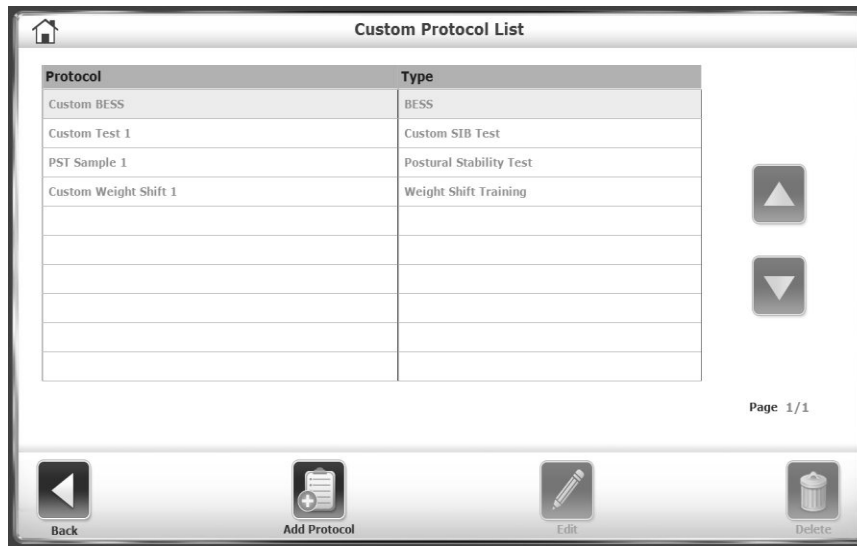 Custom Protocol List
Protocol Type
Custom BESS BESS
Custom Test 1 Custom SIB Test
PST Sample 1 Postural Stability Test
Custom Weight Shift 1 Weight Shift Training
Page 1/1
Back Add Protocol Edit Delete